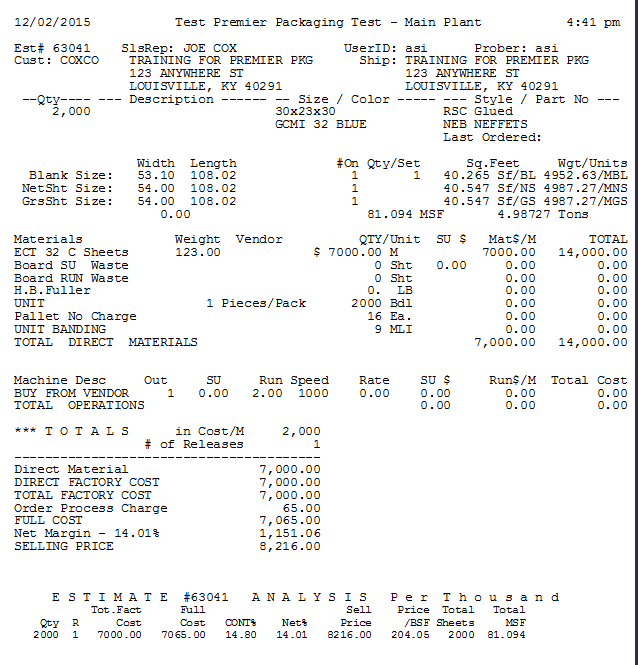 12/02/2015 Test Premier Packaging Test - Main Plant 4:41 pm
Est# 63041 SlsRep: JOE COX UserID: asi Prober: asi
Cust: COXCO TRAINING FOR PREMIER PKG Ship: TRAINING FOR PREMIER PKG
123 ANYWHERE ST 123 ANYWHERE ST
LOUISVILLE, KY 40291 LOUISVILLE, KY 40291
--Qty---- --- Description ------ -- Size / Color ----- --- Style / Part No ---
2,000 30x23x30 RSC Glued
GCMI 32 BLUE NEB NEFFETS
Last Ordered:
Width Length #On Qty/Set Sq.Feet Wgt/Units
Blank Size: 53.10 108.02 1 1 40.265 Sf/BL 4952.63/MBL
NetSht Size: 54.00 108.02 1 40.547 Sf/NS 4987.27/MNS
GrsSht Size: 54.00 108.02 1 40.547 Sf/GS 4987.27/MGS
0.00 81.094 MSF 4.98727 Tons
Materials Weight Vendor QTY/Unit SU $ Mat$/M TOTAL
ECT 32 C Sheets 123.00 $ 7000.00 M 7000.00 14,000.00
Board SU Waste 0 Sht 0.00 0.00 0.00
Board RUN Waste 0 Sht 0.00 0.00
H.B.Fuller 0. LB 0.00 0.00
UNIT 1 Pieces/Pack 2000 Bdl 0.00 0.00
Pallet No Charge 16 Ea. 0.00 0.00
UNIT BANDING 9 MLI 0.00 0.00
TOTAL DIRECT MATERIALS 7,000.00 14,000.00
Machine Desc Out SU Run Speed Rate SU $ Run$/M Total Cost
BUY FROM VENDOR 1 0.00 2.00 1000 0.00 0.00 0.00 0.00
TOTAL OPERATIONS 0.00 0.00 0.00
*** T O T A L S in Cost/M 2,000
# of Releases 1
---------------------------------------
Direct Material 7,000.00
DIRECT FACTORY COST 7,000.00
TOTAL FACTORY COST 7,000.00
Order Process Charge 65.00
FULL COST 7,065.00
Net Margin - 14.01% 1,151.06
SELLING PRICE 8,216.00
E S T I M A T E #63041 A N A L Y S I S P e r T h o u s a n d
Tot.Fact Full Sell Price Total Total
Qty R Cost Cost CONT% Net% Price /BSF Sheets MSF
2000 1 7000.00 7065.00 14.80 14.01 8216.00 204.05 2000 81.094